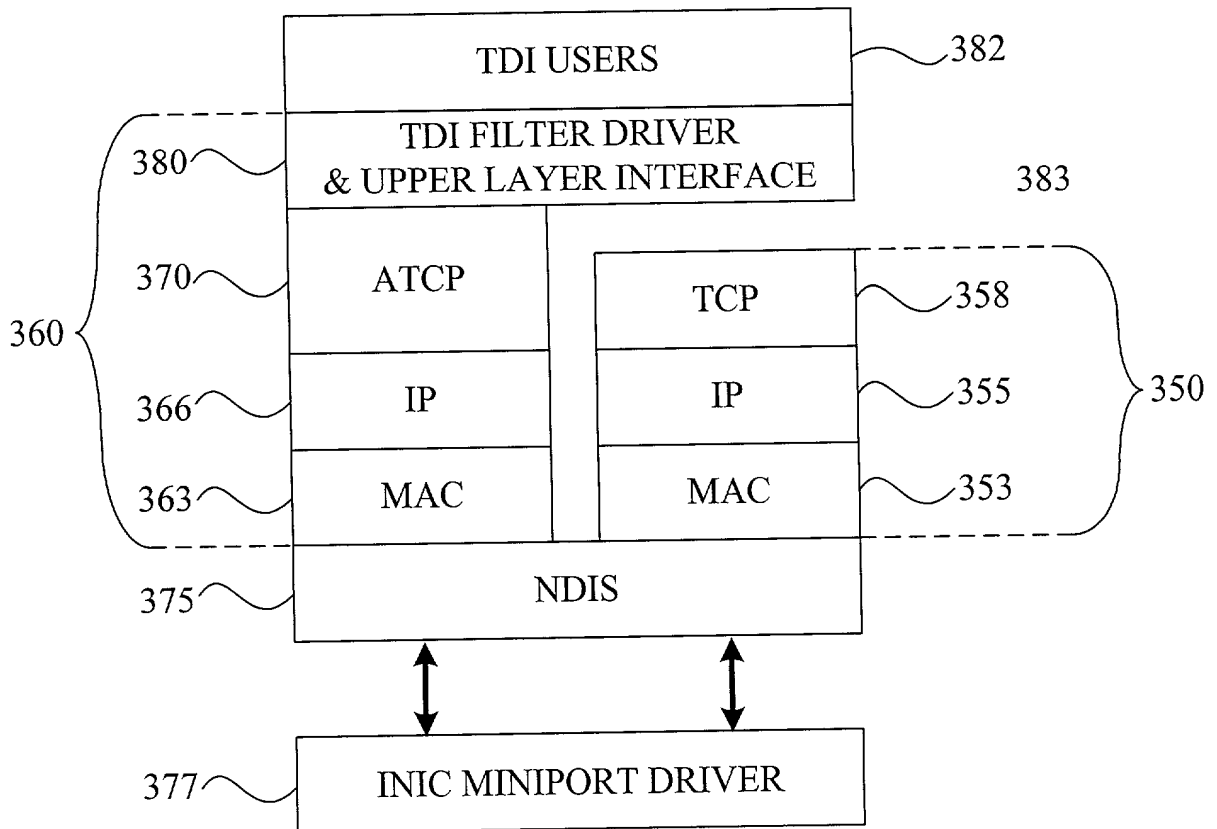 TDI USERS
382
380
TDI FILTER DRIVER
& UPPER LAYER INTERFACE
383
370
ATCP
TCP
358
360
366
IP
IP
355
350
363
MAC
MAC
353
375
NDIS
377
INIC MINIPORT DRIVER